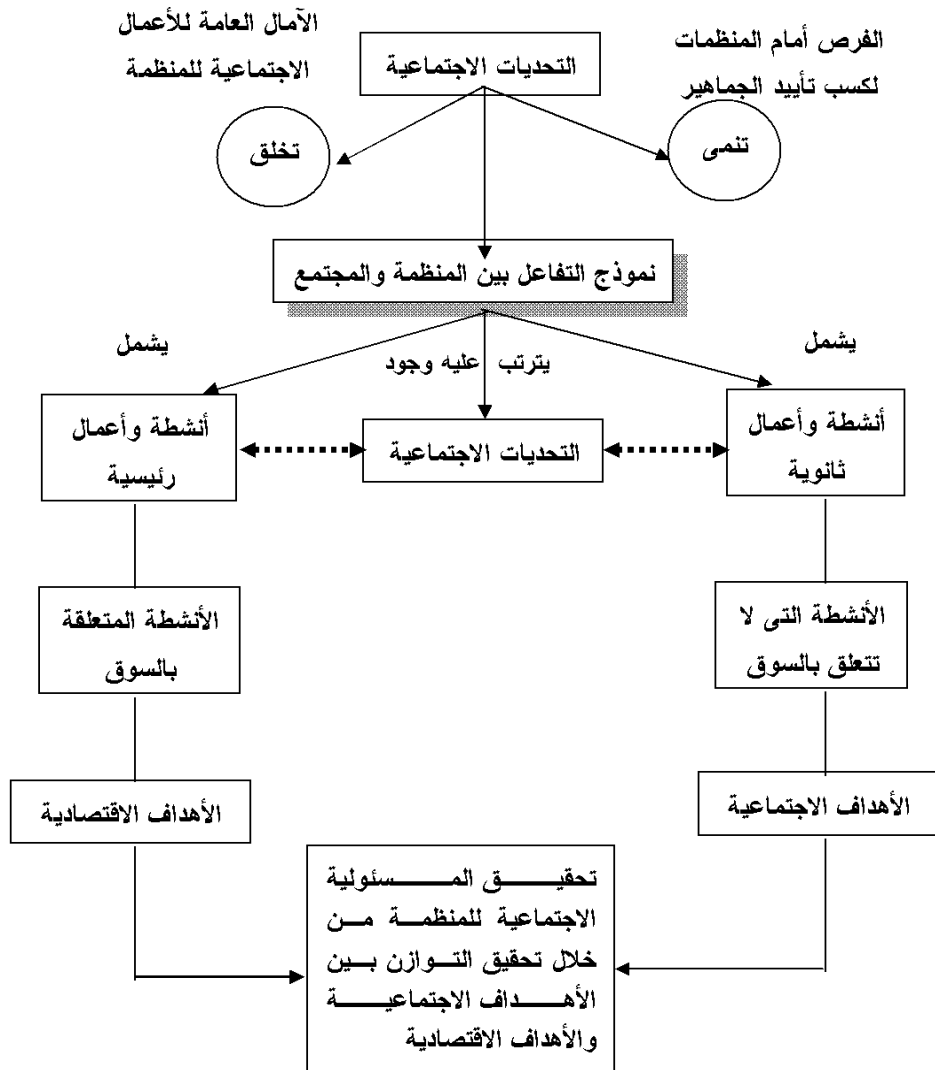 الفرص أمام المنظمات
لكسب تأييد الجماهير
التحديات الاجتماعية
الآمال العامة للأعمال
الاجتماعية للمنظمة
تنمى
تخلق
نموذج التفاعل بين المنظمة والمجتمع
يشمل
يترتب عليه وجود
يشمل
أنشطة وأعمال
ثانوية
التحديات الاجتماعية
أنشطة وأعمال
رئيسية
الأنشطة التى لا
تتعلق بالسوق
الأنشطة المتعلقة
بالسوق
الأهداف الاجتماعية
الأهداف الاقتصادية
تحقيق المسئولية
الاجتماعية للمنظمة من
خلال تحقيق التوازن بين
الأهداف الاجتماعية
والأهداف الاقتصادية